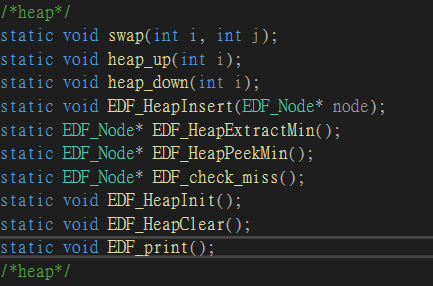 /*heap*/
static void swap(int i, int j);
static void heap_up(int i);
static void heap_down(int i);
static void EDF_HeapInsert(EDF_Node* node);
static EDF_Node* EDF_HeapExtractMin();
static EDF_Node* EDF_HeapPeekMin();
static EDF_Node* EDF_check_miss();
static void EDF_HeapInit();
static void EDF_HeapClear();
static void EDF_print();
/*heap*/